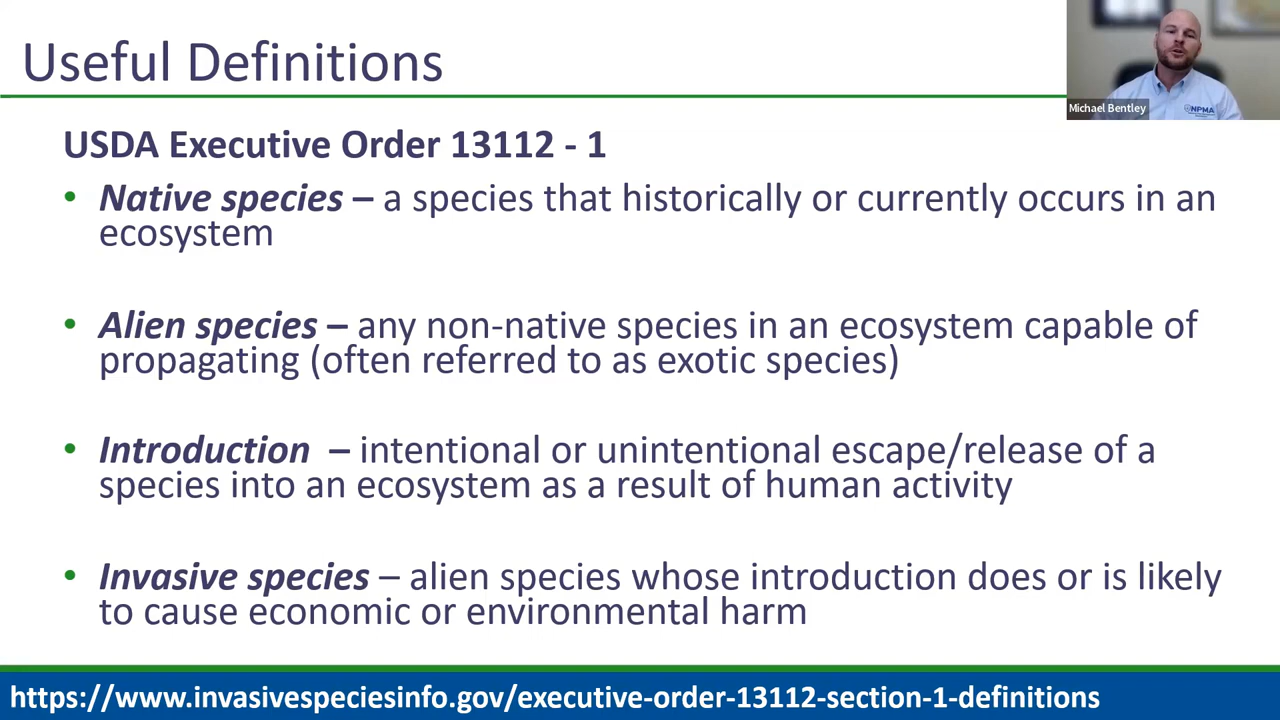 Useful Definitions
Michael Bentley
NPMA
USDA Executive Order 13112 - 1
• Native species – a species that historically or currently occurs in an
ecosystem
• Alien species – any non-native species in an ecosystem capable of
propagating (often referred to as exotic species)
• Introduction – intentional or unintentional escape/release of a
species into an ecosystem as a result of human activity
• Invasive species – alien species whose introduction does or is likely
to cause economic or environmental harm
https://www.invasivespeciesinfo.gov/executive-order-13112-section-1-definitions